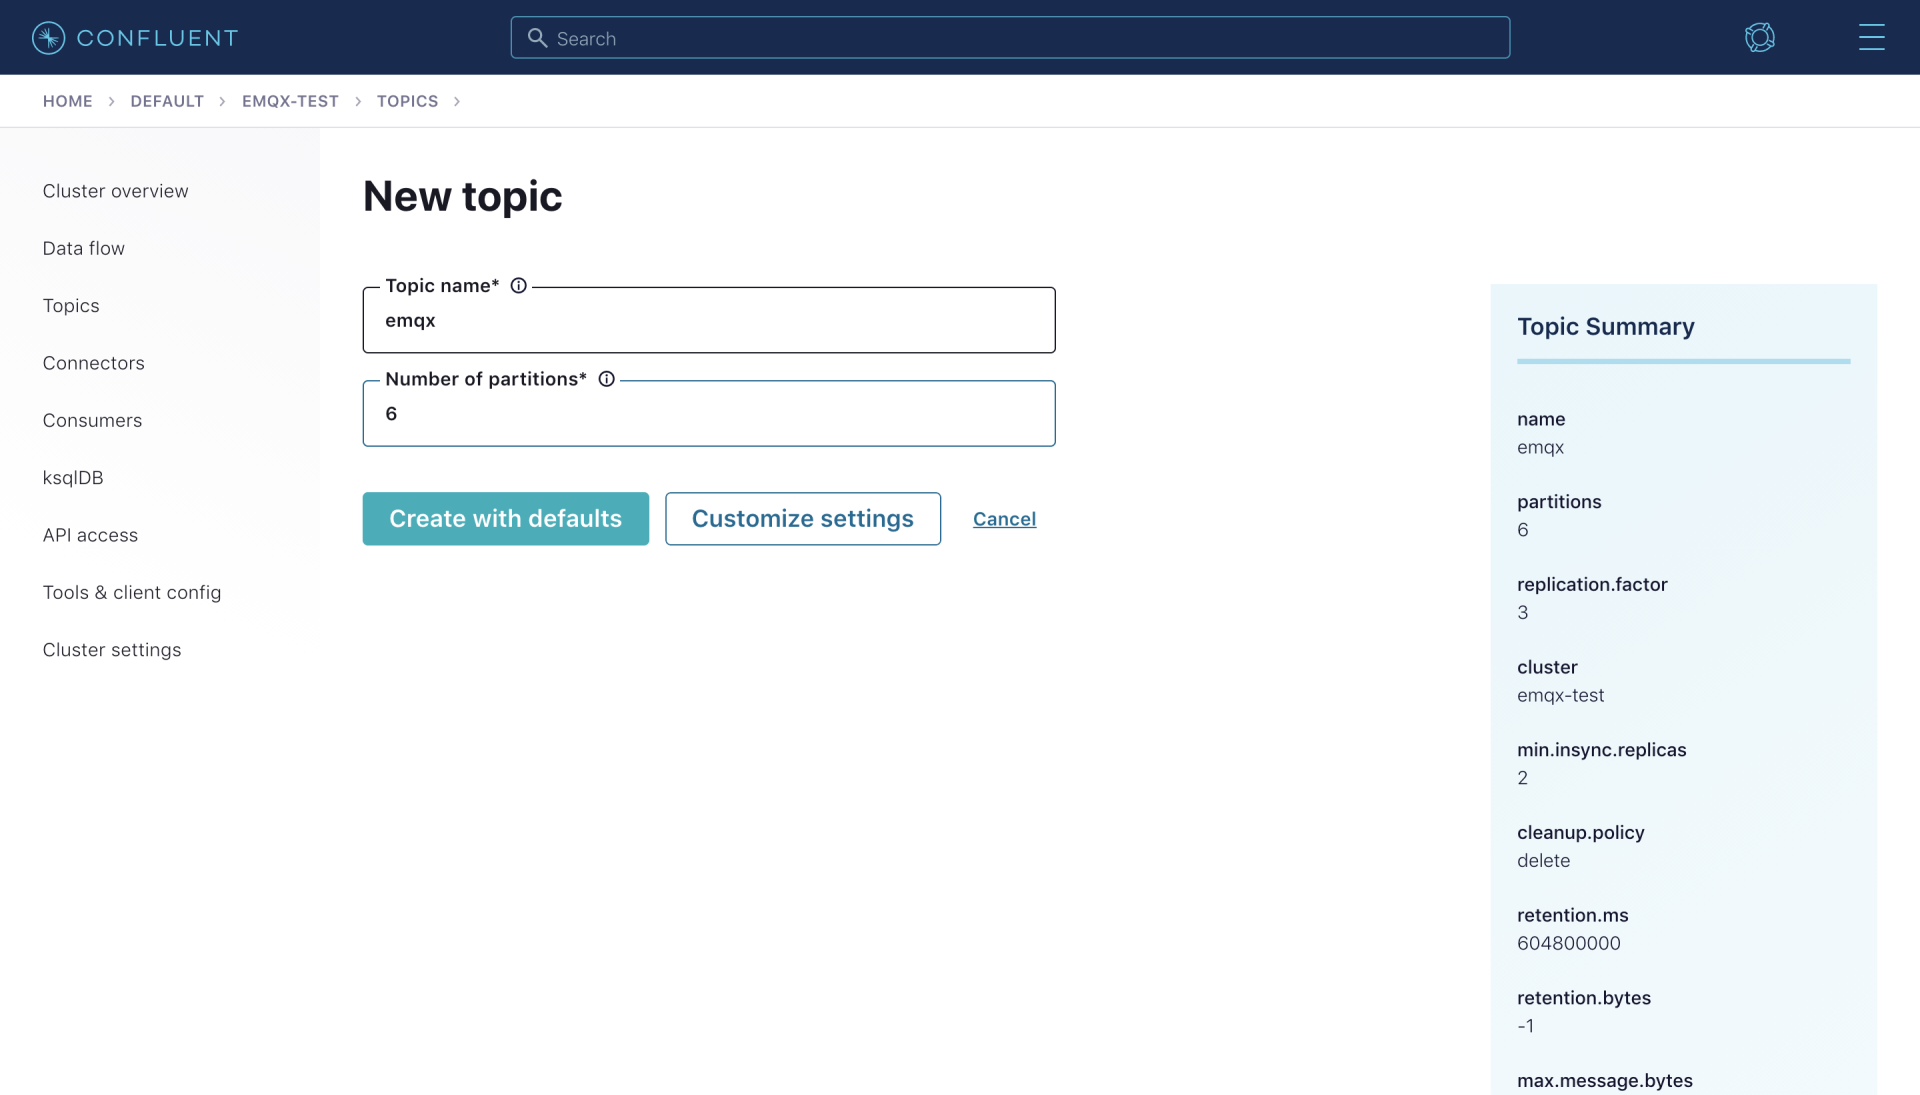 CONFLUENT
Search
HOME > DEFAULT > EMQX-TEST > TOPICS >
Cluster overview
Data flow
Topics
Connectors
Consumers
ksqlDB
API access
Tools & client config
Cluster settings
New topic
Topic name*
emqx
Number of partitions*
6
Create with defaults
Customize settings
Cancel
Topic Summary
name
emqx
partitions
6
replication.factor
3
cluster
emqx-test
min.insync.replicas
2
cleanup.policy
delete
retention.ms
604800000
retention.bytes
-1
max.message.bytes